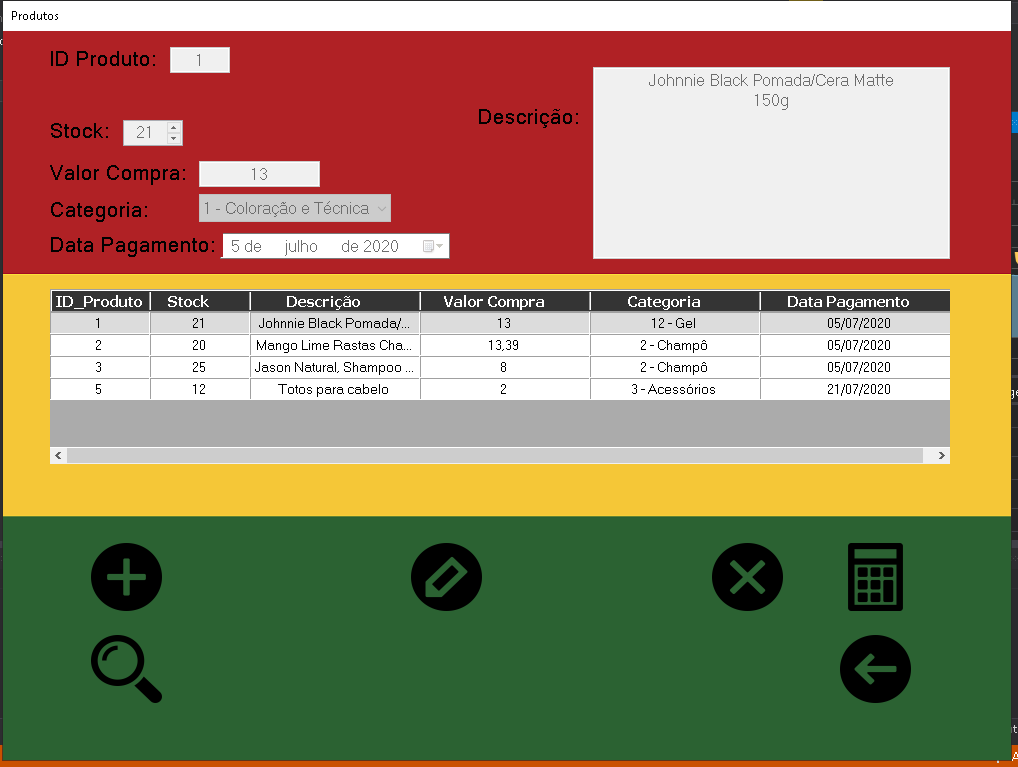 Produtos
ID Produto: 1
Stock: 21
Valor Compra: 13
Categoria: 1 - Coloração e Técnica
Data Pagamento: 5 de julho de 2020
Descrição:
Johnnie Black Pomada/Cera Matte
150g
ID_Produto Stock Descrição Valor Compra Categoria Data Pagamento
1 21 Johnnie Black Pomada/... 13 12 - Gel 05/07/2020
2 20 Mango Lime Rastas Cha... 13,39 2 - Champô 05/07/2020
3 25 Jason Natural, Shampoo ... 8 2 - Champô 05/07/2020
5 12 Totos para cabelo 2 3 - Acessórios 21/07/2020